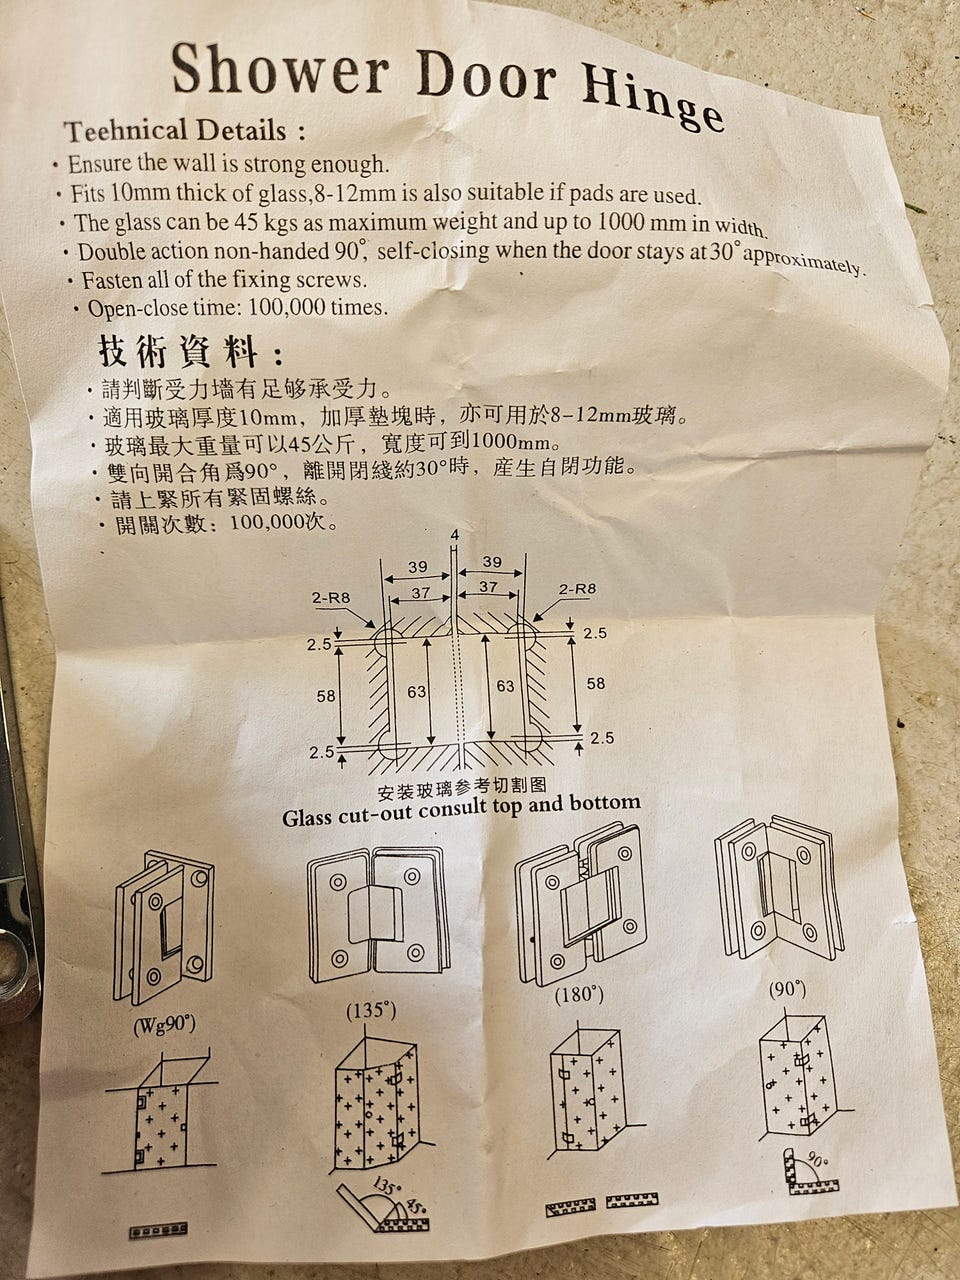 Shower Door Hinge
Teehnical Details :
· Ensure the wall is strong enough.
· Fits 10mm thick of glass,8-12mm is also suitable if pads are used.
· The glass can be 45 kgs as maximum weight and up to 1000 mm in width.
· Double action non-handed 90°, self-closing when the door stays at 30° approximately.
· Fasten all of the fixing screws.
· Open-close time: 100,000 times.
技術資料：
· 請判斷受力墻有足够承受力。
· 適用玻璃厚度10mm，加厚墊塊時，亦可用於8-12mm玻璃。
· 玻璃最大重量可以45公斤，寬度可到1000mm。
· 雙向開合角爲90°，離開閉綫約30°時，産生自閉功能。
· 請上緊所有緊固螺絲。
· 開關次數：100,000次。
4
39 39
2-R8 37 37 2-R8
2.5 2.5
58 63 63 58
2.5 2.5
安装玻璃参考切割图
Glass cut-out consult top and bottom
(Wg90°) (135°) (180°) (90°)
135° 45° 90°